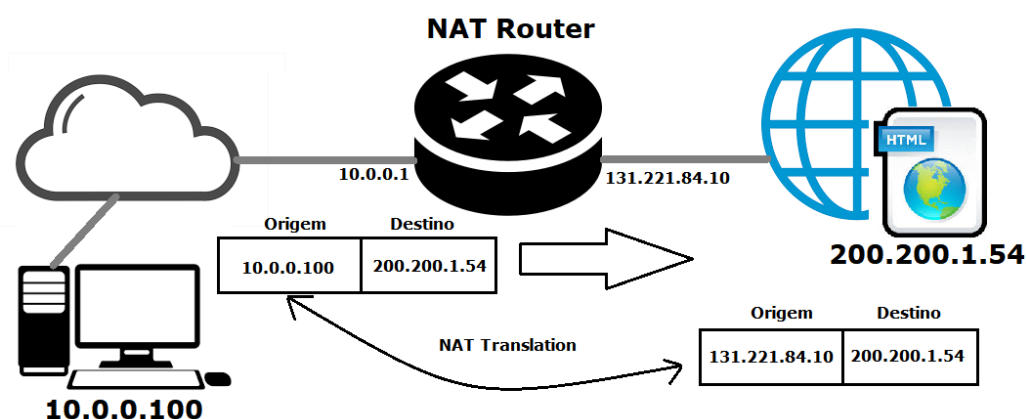 NAT Router
HTML
10.0.0.1
131.221.84.10
Origem Destino
10.0.0.100 200.200.1.54
200.200.1.54
Origem Destino
NAT Translation
131.221.84.10 200.200.1.54
10.0.0.100